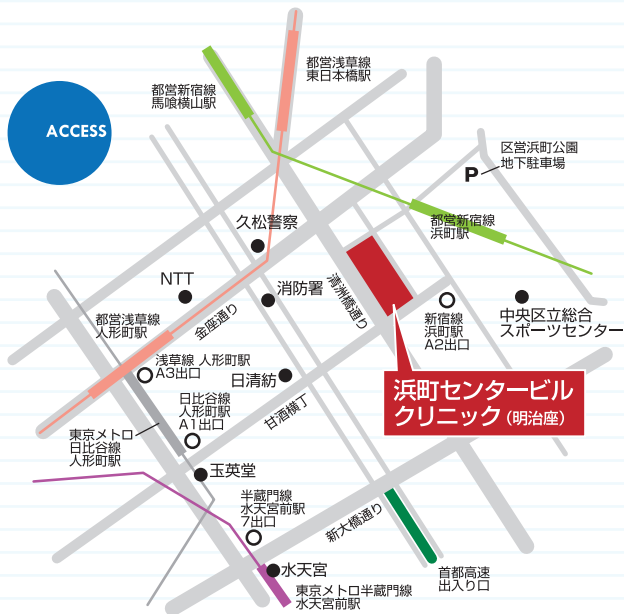 ACCESS
都営新宿線
馬喰横山駅
都営浅草線
東日本橋駅
区営浜町公園
地下駐車場
P
都営新宿線
浜町駅
久松警察
NTT
消防署
清洲橋通り
都営浅草線
人形町駅
金座通り
新宿線
浜町駅
A2出口
中央区立総合
スポーツセンター
浅草線 人形町駅
A3出口
日清紡
浜町センタービル
クリニック(明治座)
日比谷線
人形町駅
A1出口
甘酒横丁
東京メトロ
日比谷線
人形町駅
玉英堂
半蔵門線
水天宮前駅
7出口
新大橋通り
水天宮
首都高速
出入り口
東京メトロ半蔵門線
水天宮前駅